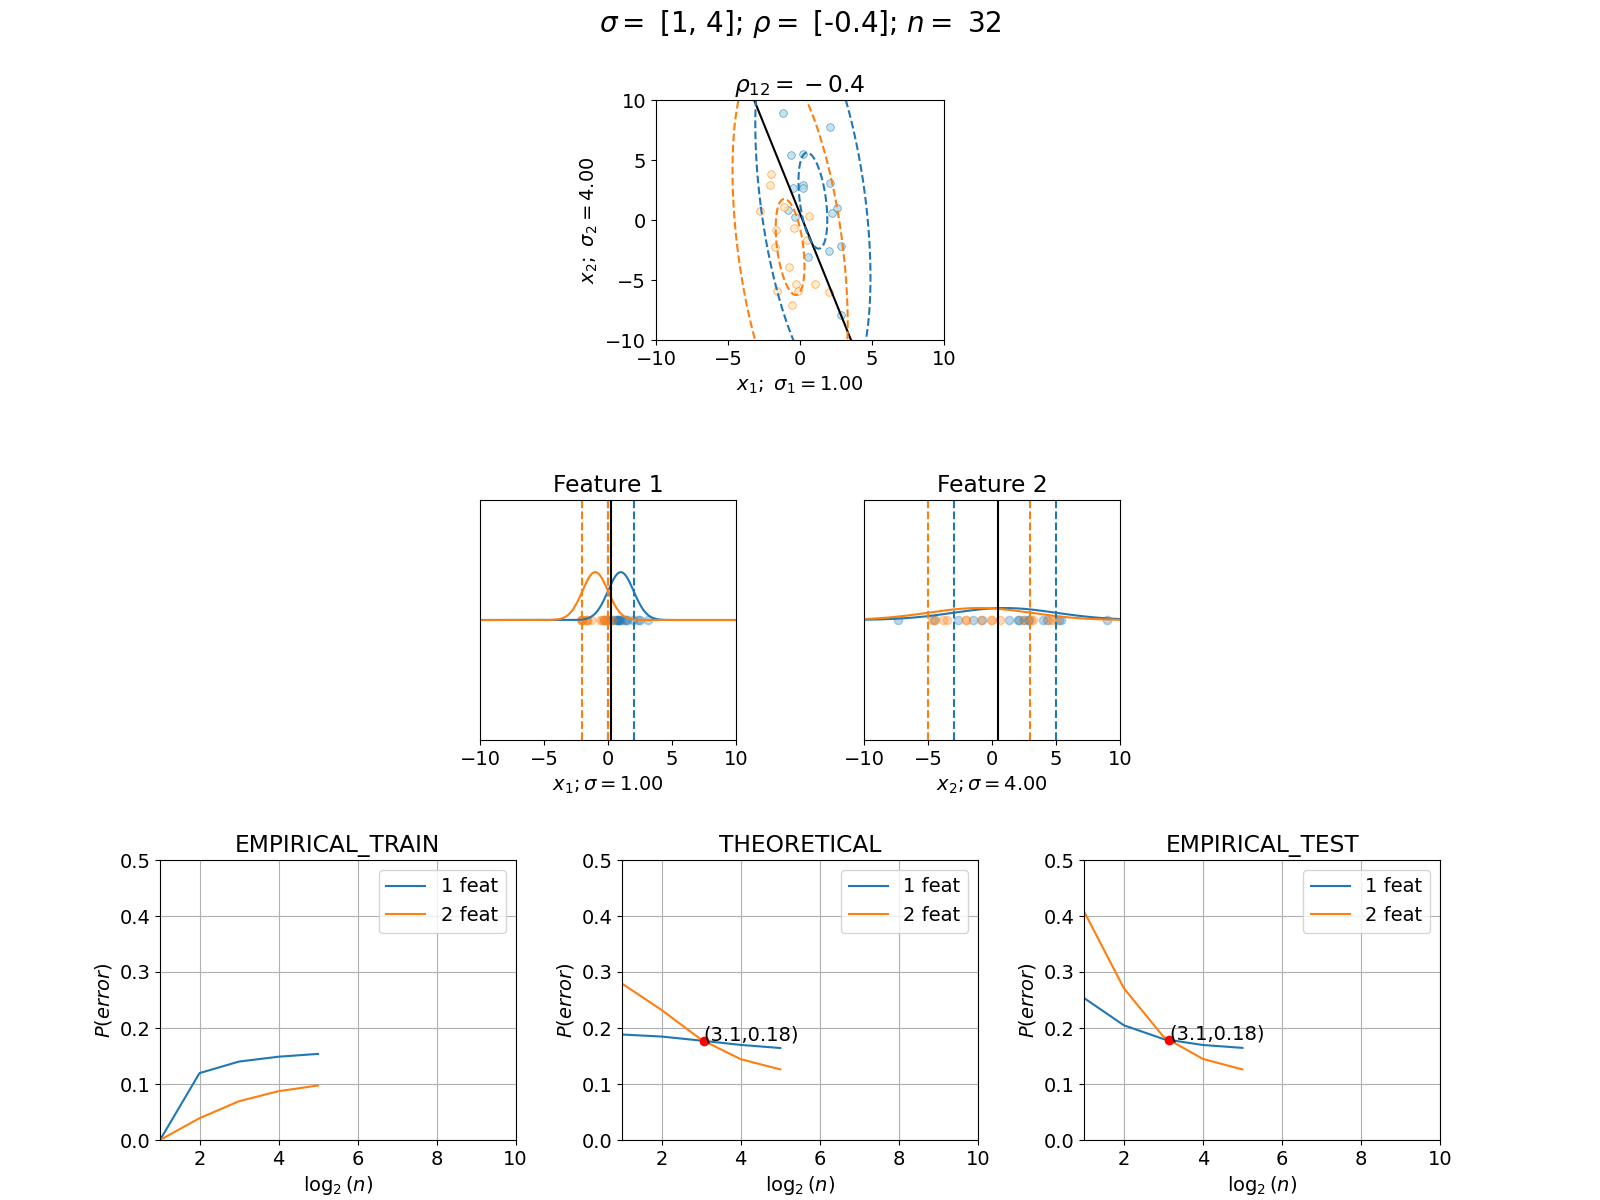 σ = [1, 4]; ρ = [-0.4]; n = 32
ρ₁₂ = −0.4
10
5
0
−5
−10
x₂; σ₂ = 4.00
−10 −5 0 5 10
x₁; σ₁ = 1.00
Feature 1
−10 −5 0 5 10
x₁; σ = 1.00
Feature 2
−10 −5 0 5 10
x₂; σ = 4.00
EMPIRICAL_TRAIN
0.5
0.4
0.3
0.2
0.1
0.0
P(error)
1 feat
2 feat
2 4 6 8 10
log₂(n)
THEORETICAL
0.5
0.4
0.3
0.2
0.1
0.0
P(error)
1 feat
2 feat
(3.1,0.18)
2 4 6 8 10
log₂(n)
EMPIRICAL_TEST
0.5
0.4
0.3
0.2
0.1
0.0
P(error)
1 feat
2 feat
(3.1,0.18)
2 4 6 8 10
log₂(n)